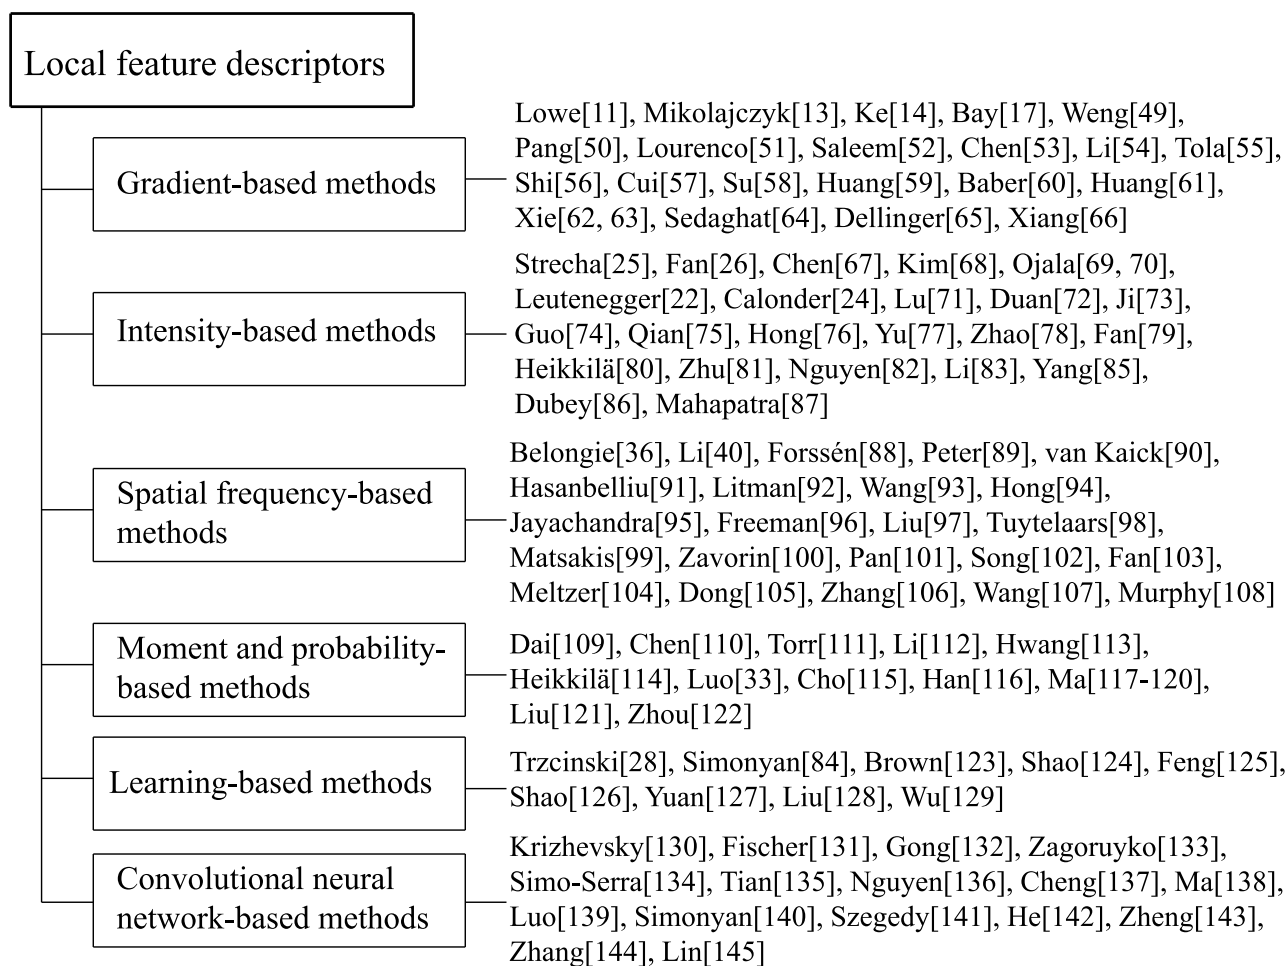 Local feature descriptors
Gradient-based methods
Lowe[11], Mikolajczyk[13], Ke[14], Bay[17], Weng[49],
Pang[50], Lourenco[51], Saleem[52], Chen[53], Li[54], Tola[55],
Shi[56], Cui[57], Su[58], Huang[59], Baber[60], Huang[61],
Xie[62, 63], Sedaghat[64], Dellinger[65], Xiang[66]
Intensity-based methods
Strecha[25], Fan[26], Chen[67], Kim[68], Ojala[69, 70],
Leutenegger[22], Calonder[24], Lu[71], Duan[72], Ji[73],
Guo[74], Qian[75], Hong[76], Yu[77], Zhao[78], Fan[79],
Heikkilä[80], Zhu[81], Nguyen[82], Li[83], Yang[85],
Dubey[86], Mahapatra[87]
Spatial frequency-based
methods
Belongie[36], Li[40], Forssén[88], Peter[89], van Kaick[90],
Hasanbelliu[91], Litman[92], Wang[93], Hong[94],
Jayachandra[95], Freeman[96], Liu[97], Tuytelaars[98],
Matsakis[99], Zavorin[100], Pan[101], Song[102], Fan[103],
Meltzer[104], Dong[105], Zhang[106], Wang[107], Murphy[108]
Moment and probability-
based methods
Dai[109], Chen[110], Torr[111], Li[112], Hwang[113],
Heikkilä[114], Luo[33], Cho[115], Han[116], Ma[117-120],
Liu[121], Zhou[122]
Learning-based methods
Trzcinski[28], Simonyan[84], Brown[123], Shao[124], Feng[125],
Shao[126], Yuan[127], Liu[128], Wu[129]
Convolutional neural
network-based methods
Krizhevsky[130], Fischer[131], Gong[132], Zagoruyko[133],
Simo-Serra[134], Tian[135], Nguyen[136], Cheng[137], Ma[138],
Luo[139], Simonyan[140], Szegedy[141], He[142], Zheng[143],
Zhang[144], Lin[145]